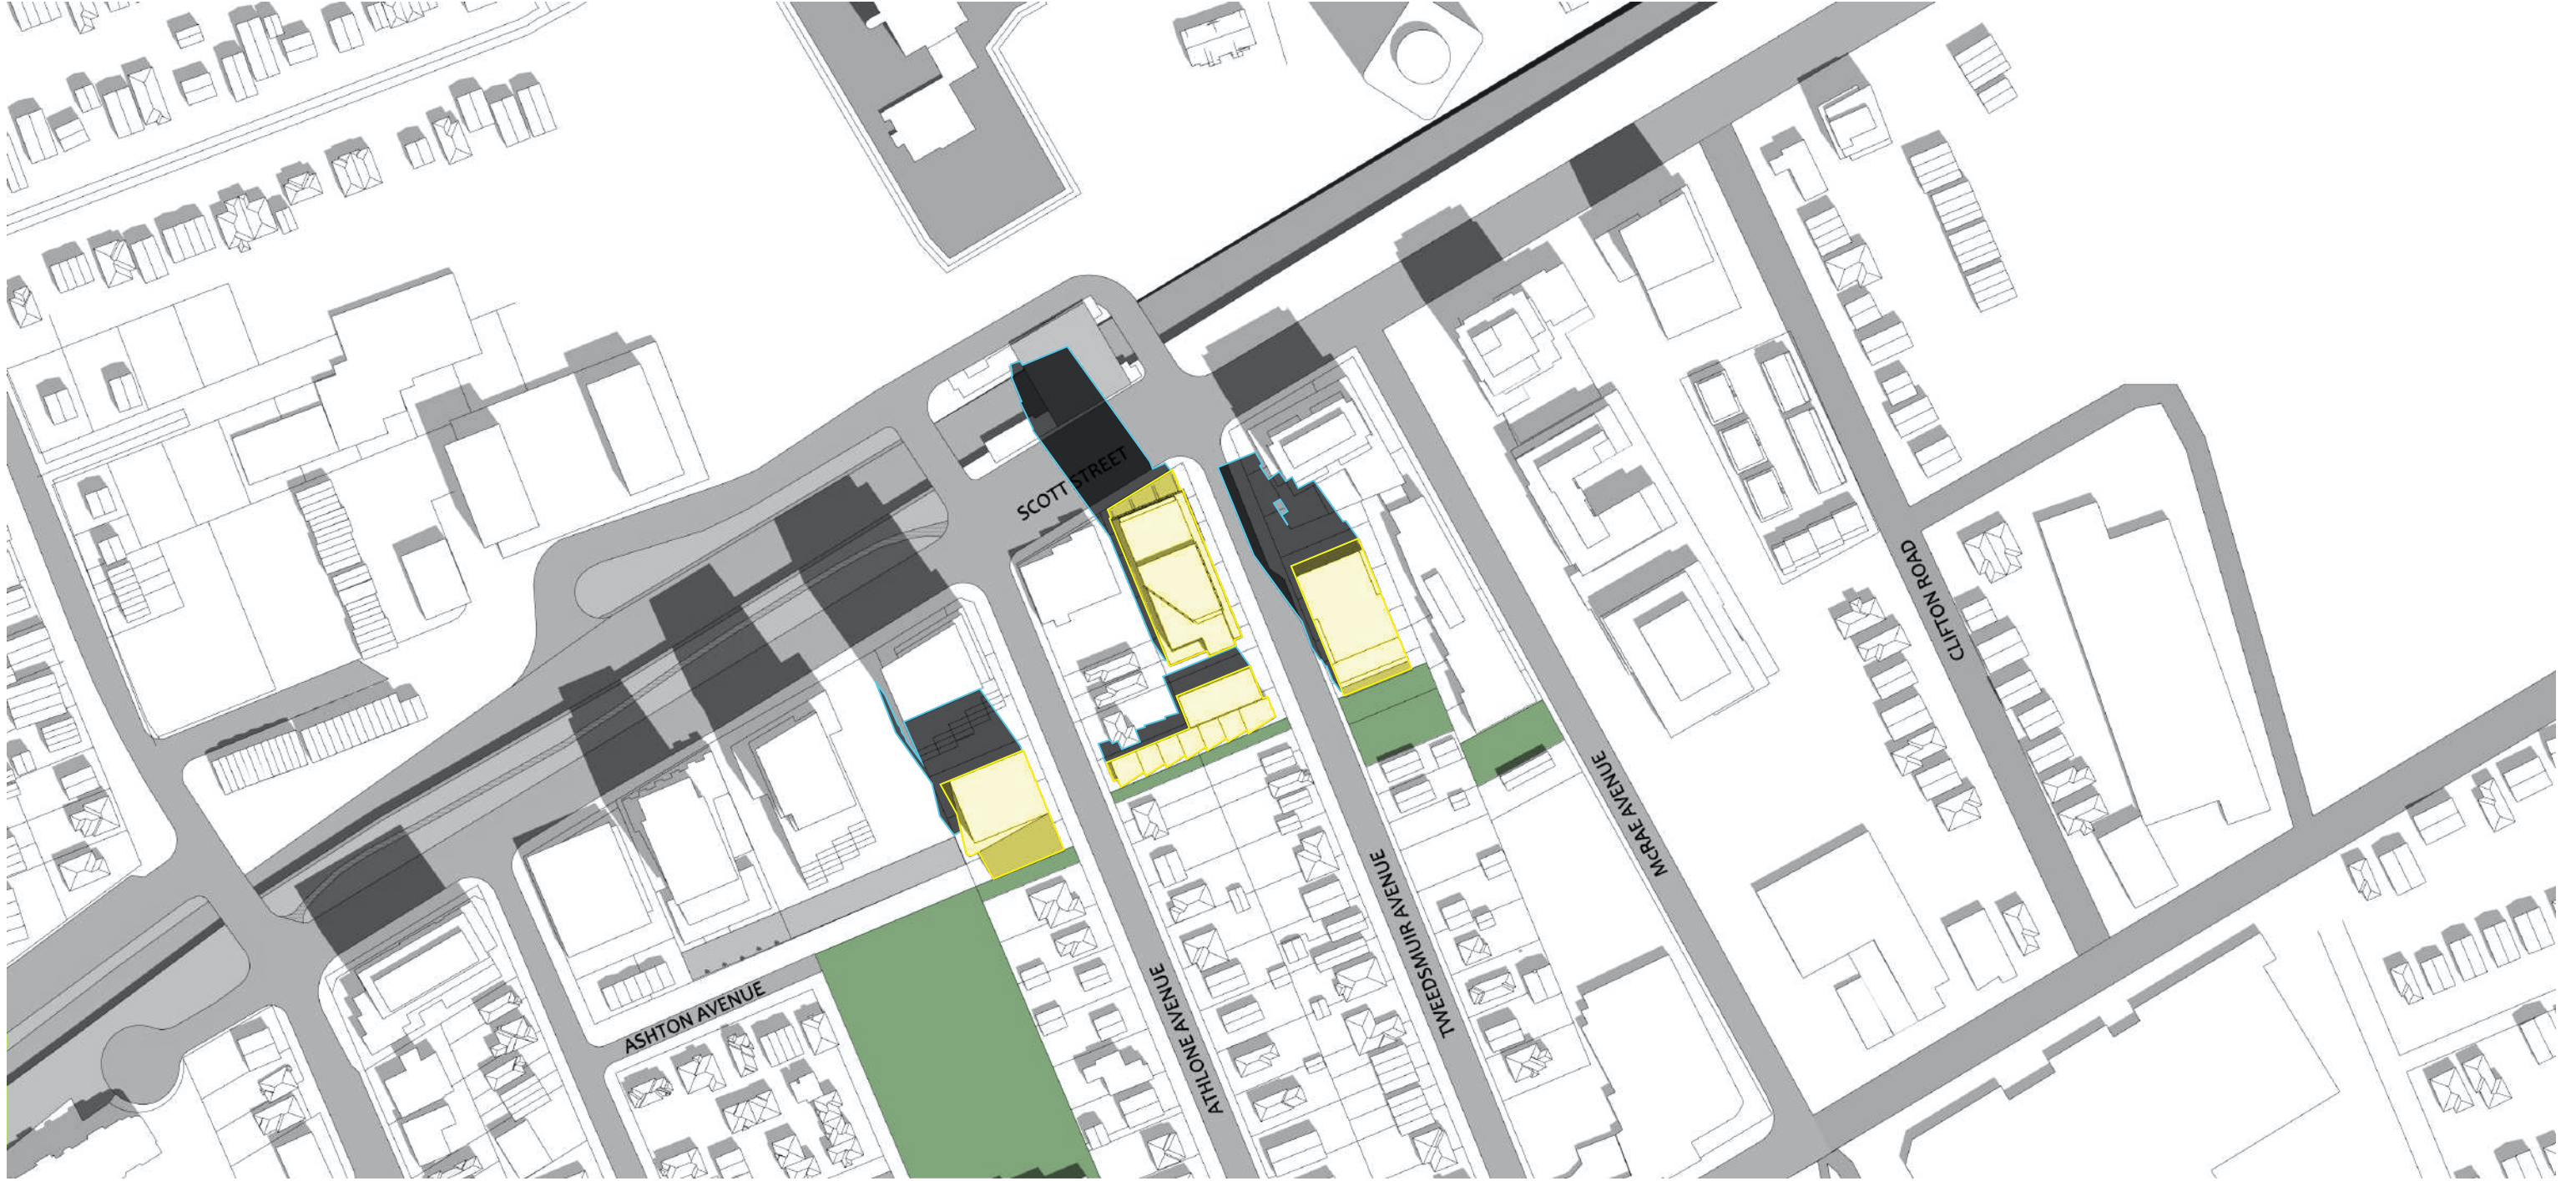 SCOTT STREET
CLIFTON ROAD
McRAE AVENUE
TWEEDSMUIR AVENUE
ATHLONE AVENUE
ASHTON AVENUE